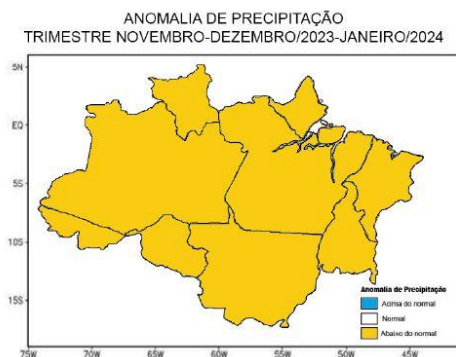 ANOMALIA DE PRECIPITAÇÃO
TRIMESTRE NOVEMBRO-DEZEMBRO/2023-JANEIRO/2024
5N
EQ
5S
10S
15S
75W
70W
65W
60W
55W
50W
45W
Anomalia de Precipitação
Acima do normal
Normal
Abaixo do normal